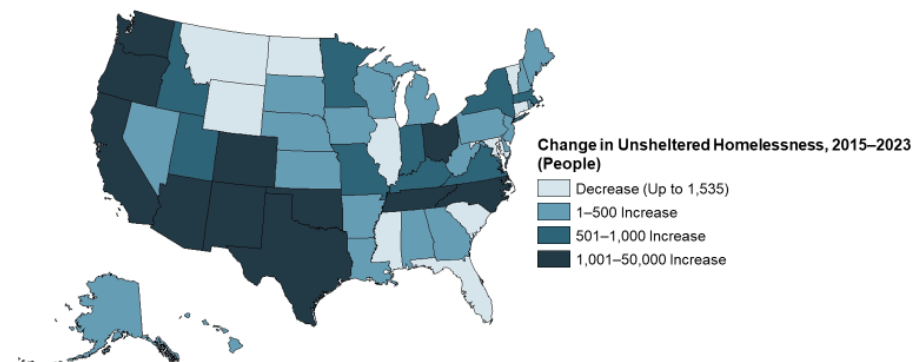 Change in Unsheltered Homelessness, 2015–2023
(People)
Decrease (Up to 1,535)
1–500 Increase
501–1,000 Increase
1,001–50,000 Increase